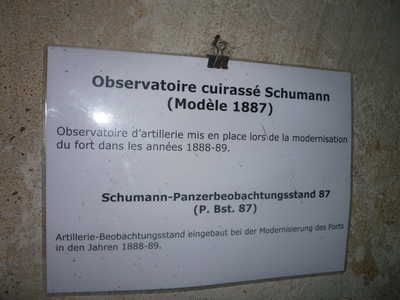 Observatoire cuirassé Schumann
(Modèle 1887)
Observatoire d'artillerie mis en place lors de la modernisation
du fort dans les années 1888-89.
Schumann-Panzerbeobachtungsstand 87
(P. Bst. 87)
Artillerie-Beobachtungsstand eingebaut bei der Modernisierung des Forts
in den Jahren 1888-89.